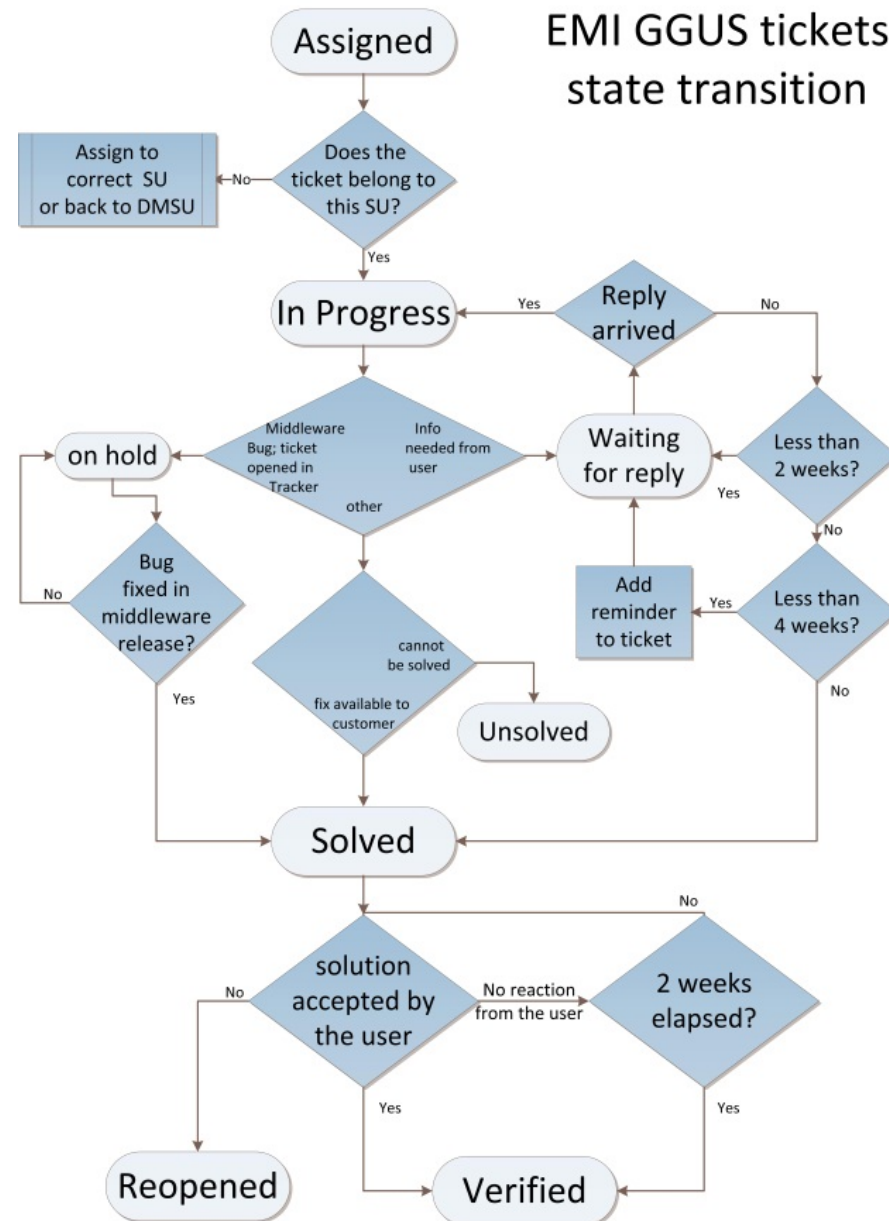 EMI GGUS tickets
state transition
Assigned
Does the
ticket belong to
this SU?
No
Assign to
correct SU
or back to DMSU
Yes
In Progress
Yes
Reply
arrived
No
Middleware
Bug; ticket
opened in
Tracker
Info
needed from
user
other
on hold
Waiting
for reply
Less than
2 weeks?
Yes
No
Bug
fixed in
middleware
release?
No
Yes
Add
reminder
to ticket
Yes
Less than
4 weeks?
No
cannot
be solved
fix available to
customer
Unsolved
Solved
No
solution
accepted by
the user
No
No reaction
from the user
2 weeks
elapsed?
Yes
Yes
Reopened
Verified